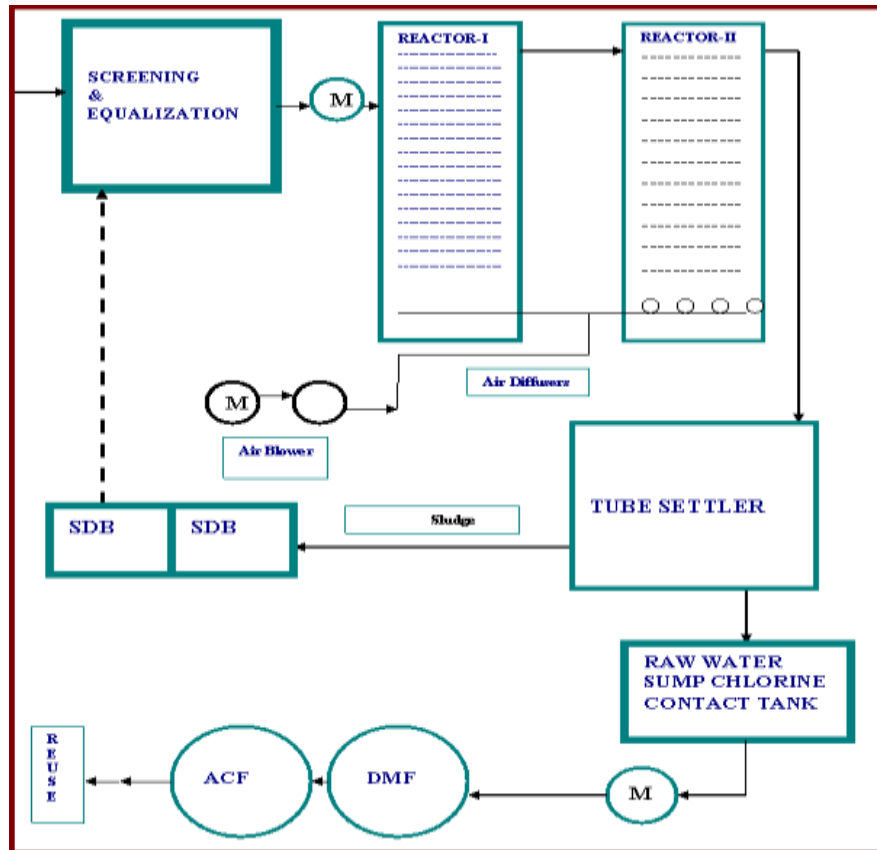 SCREENING
&
EQUALIZATION
M
REACTOR-I
REACTOR-II
Air Diffusers
M
Air Blower
SDB
SDB
Sludge
TUBE SETTLER
RAW WATER
SUMP CHLORINE
CONTACT TANK
REUSE
ACF
DMF
M